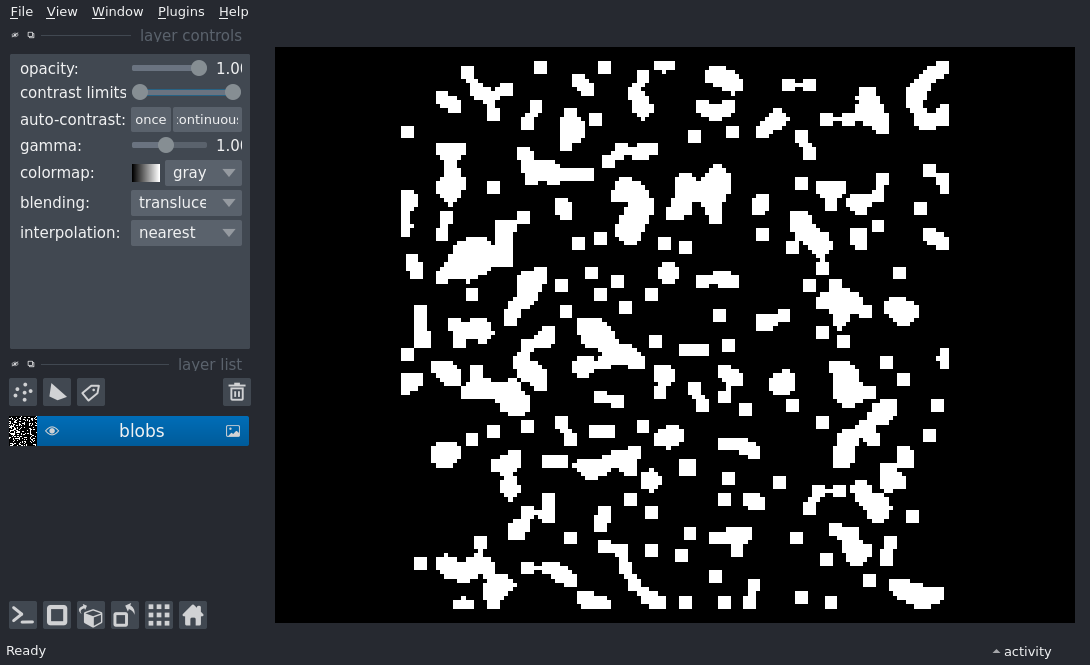 File View Window Plugins Help
layer controls
opacity: 1.00
contrast limits
auto-contrast: once continuous
gamma: 1.00
colormap: gray
blending: transluce
interpolation: nearest
layer list
blobs
Ready
activity